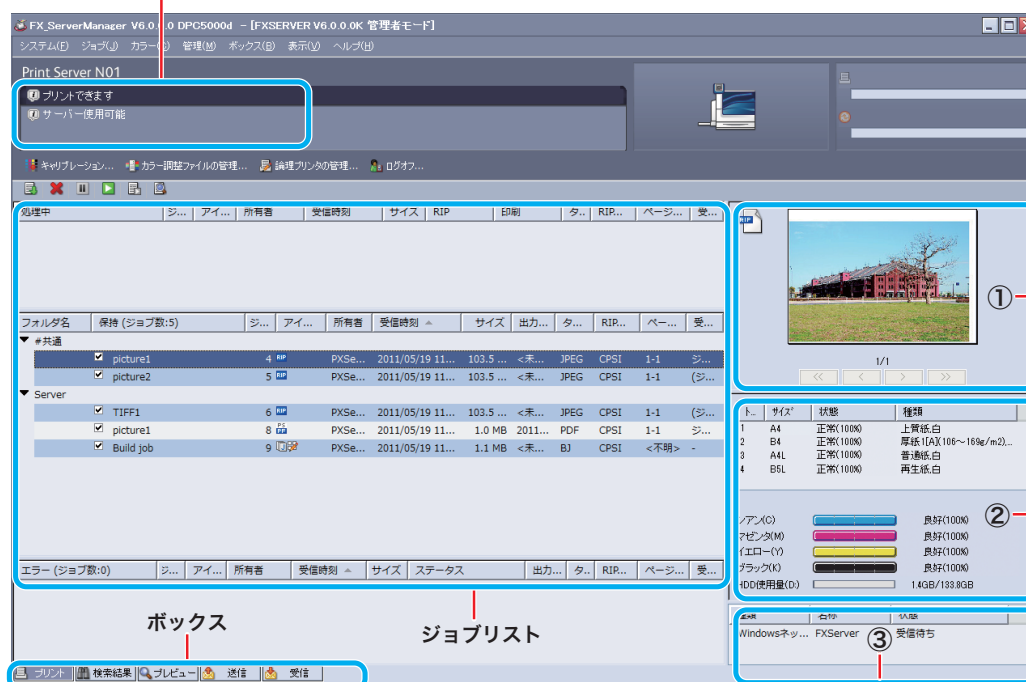 FX_ServerManager V6.0.0.0 DPC5000d - [FXSERVER V6.0.0.0K 管理者モード]
システム(F) ジョブ(J) カラー 管理(M) ボックス(B) 表示(V) ヘルプ(H)
Print Server N01
プリントできます
サーバー使用可能
キャリブレーション... カラー調整ファイルの管理... 論理プリンタの管理... ログオフ...
処理中 ジ... アイ... 所有者 受信時刻 サイズ RIP 印刷 タ.. RIP... ページ... 受...
RIP
①
フォルダ名 保持 (ジョブ数:5) ジ... アイ... 所有者 受信時刻 サイズ 出力... タ... RIP... ペー... 受...
#共通
picture1 4 RIP PXSe... 2011/05/19 11... 103.5 ... <未... JPEG CPSI 1-1 ジ...
picture2 5 RIP PXSe... 2011/05/19 11... 103.5 ... <未... JPEG CPSI 1-1 (ジ...
Server
TIFF1 6 RIP PXSe... 2011/05/19 11... 103.5 ... <未... JPEG CPSI 1-1 (ジ...
picture1 8 PXSe... 2011/05/19 11... 1.0 MB 2011... PDF CPSI 1-1 ジ...
Build job 9 PXSe... 2011/05/19 11... 1.1 MB <未... BJ CPSI <不明> -
1/1
<< < > >>
ト... サイズ 状態 種類
1 A4 正常(100%) 上質紙,白
2 B4 正常(100%) 厚紙1[A](106～169g/m2),...
3 A4L 正常(100%) 普通紙,白
4 B5L 正常(100%) 再生紙,白
②
シアン(C) 良好(100%)
マゼンタ(M) 良好(100%)
イエロー(Y) 良好(100%)
ブラック(K) 良好(100%)
HDD使用量(D:) 1.4GB/133.8GB
エラー (ジョブ数:0) ジ... アイ... 所有者 受信時刻 サイズ ステータス 出力... タ.. RIP... ページ... 受...
ボックス
ジョブリスト
種類 名称 状態
Windowsネッ... FXServer 受信待ち
③
プリント 検索結果 プレビュー 送信 受信